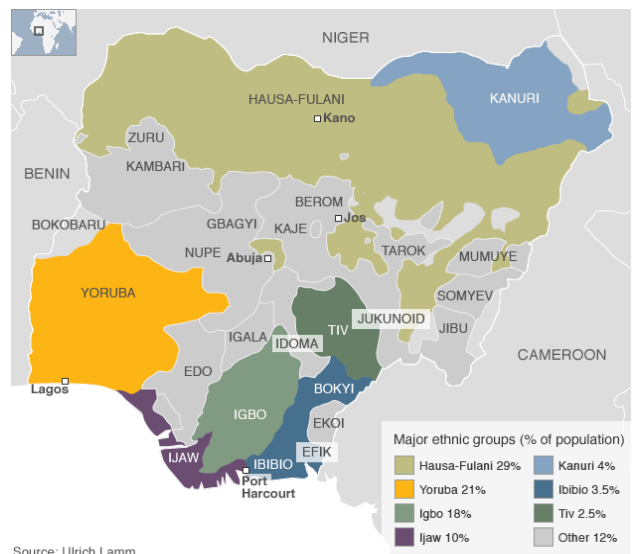 NIGER
HAUSA-FULANI
KANURI
Kano
ZURU
KAMBARI
BENIN
BEROM
Jos
BOKOBARU
GBAGYI
KAJE
NUPE
Abuja
TAROK
MUMUYE
YORUBA
SOMYEV
JUKUNOID
TIV
JIBU
IGALA
IDOMA
CAMEROON
EDO
Lagos
BOKYI
IGBO
EKOI
IJAW
EFIK
IBIBIO
Port
Harcourt
Major ethnic groups (% of population)
Hausa-Fulani 29%
Kanuri 4%
Yoruba 21%
Ibibio 3.5%
Igbo 18%
Tiv 2.5%
Ijaw 10%
Other 12%
Source: Ulrich Lamm